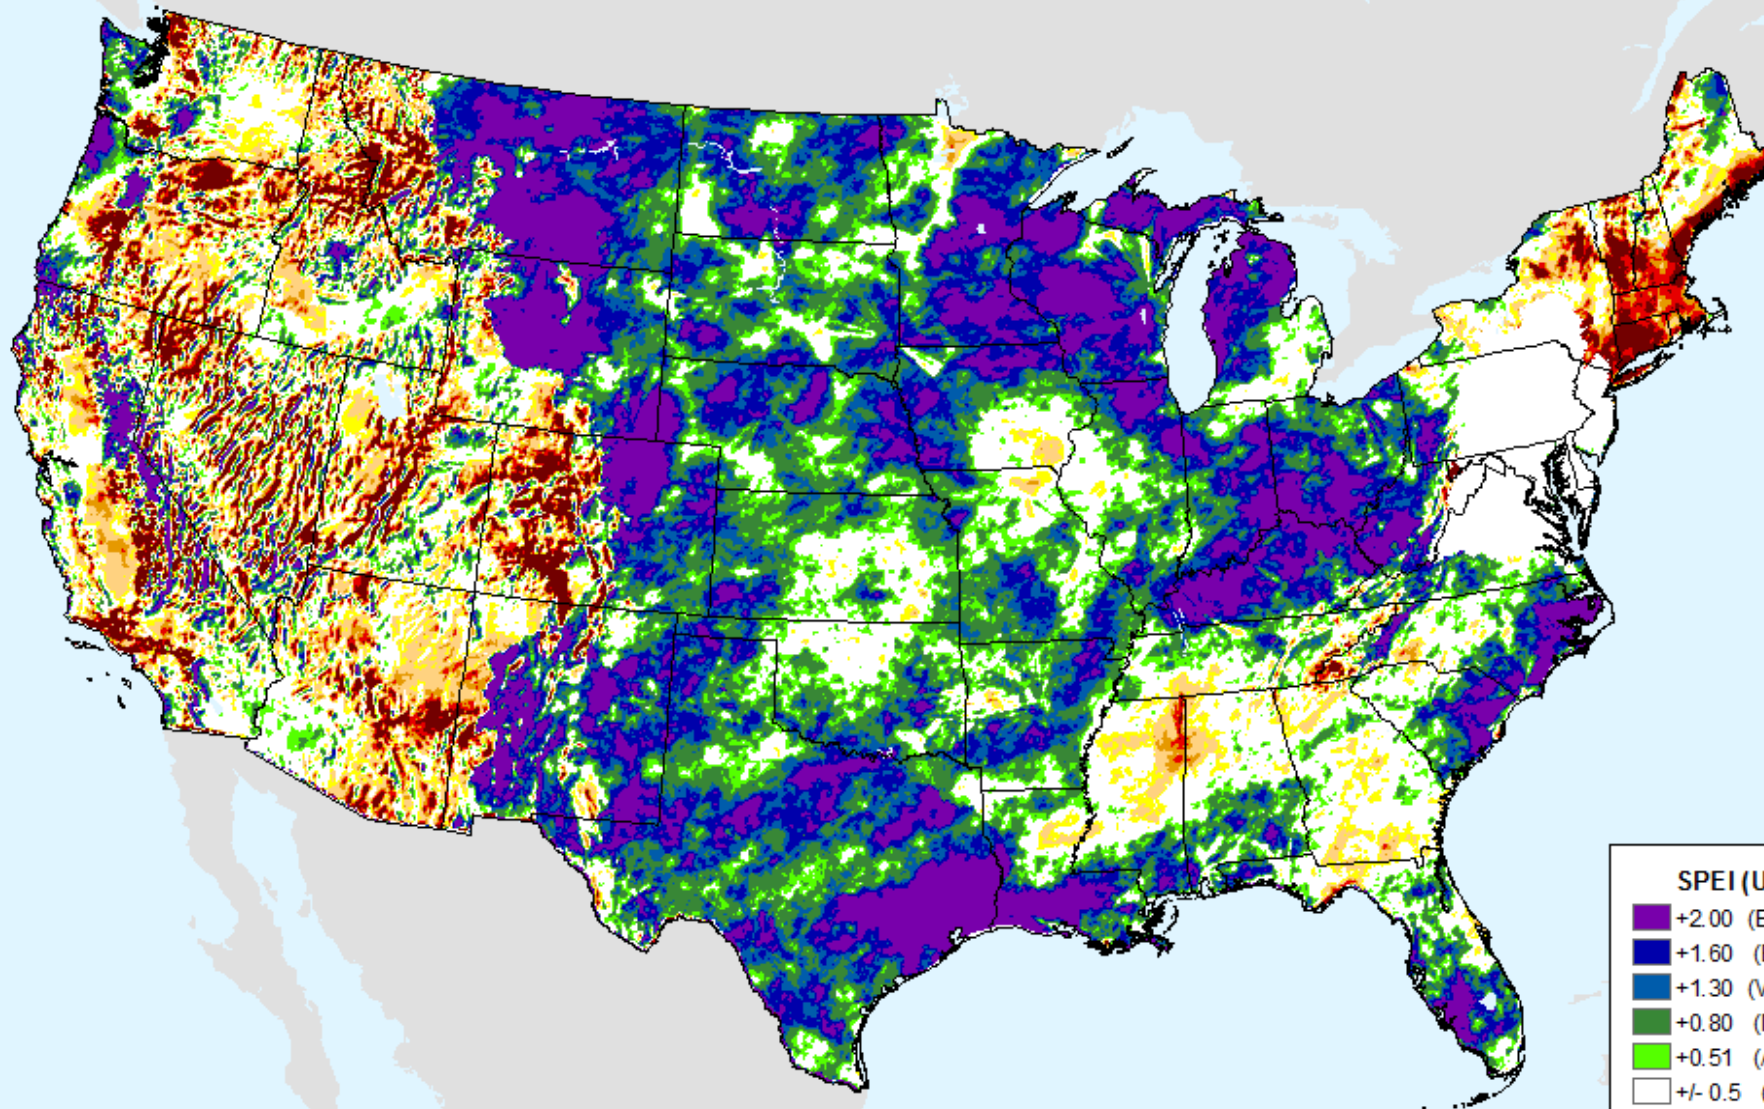 SPEI (U
+2.00 (E
+1.60 (
+1.30 (V
+0.80 (
+0.51 (
+/- 0.5 (